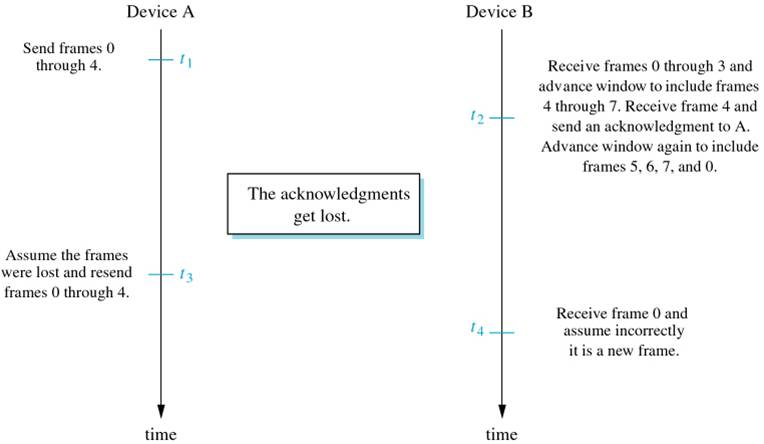 Device A
Device B
Send frames 0
through 4.
t1
Receive frames 0 through 3 and
advance window to include frames
4 through 7. Receive frame 4 and
send an acknowledgment to A.
Advance window again to include
frames 5, 6, 7, and 0.
t2
The acknowledgments
get lost.
Assume the frames
were lost and resend
frames 0 through 4.
t3
t4
Receive frame 0 and
assume incorrectly
it is a new frame.
time
time